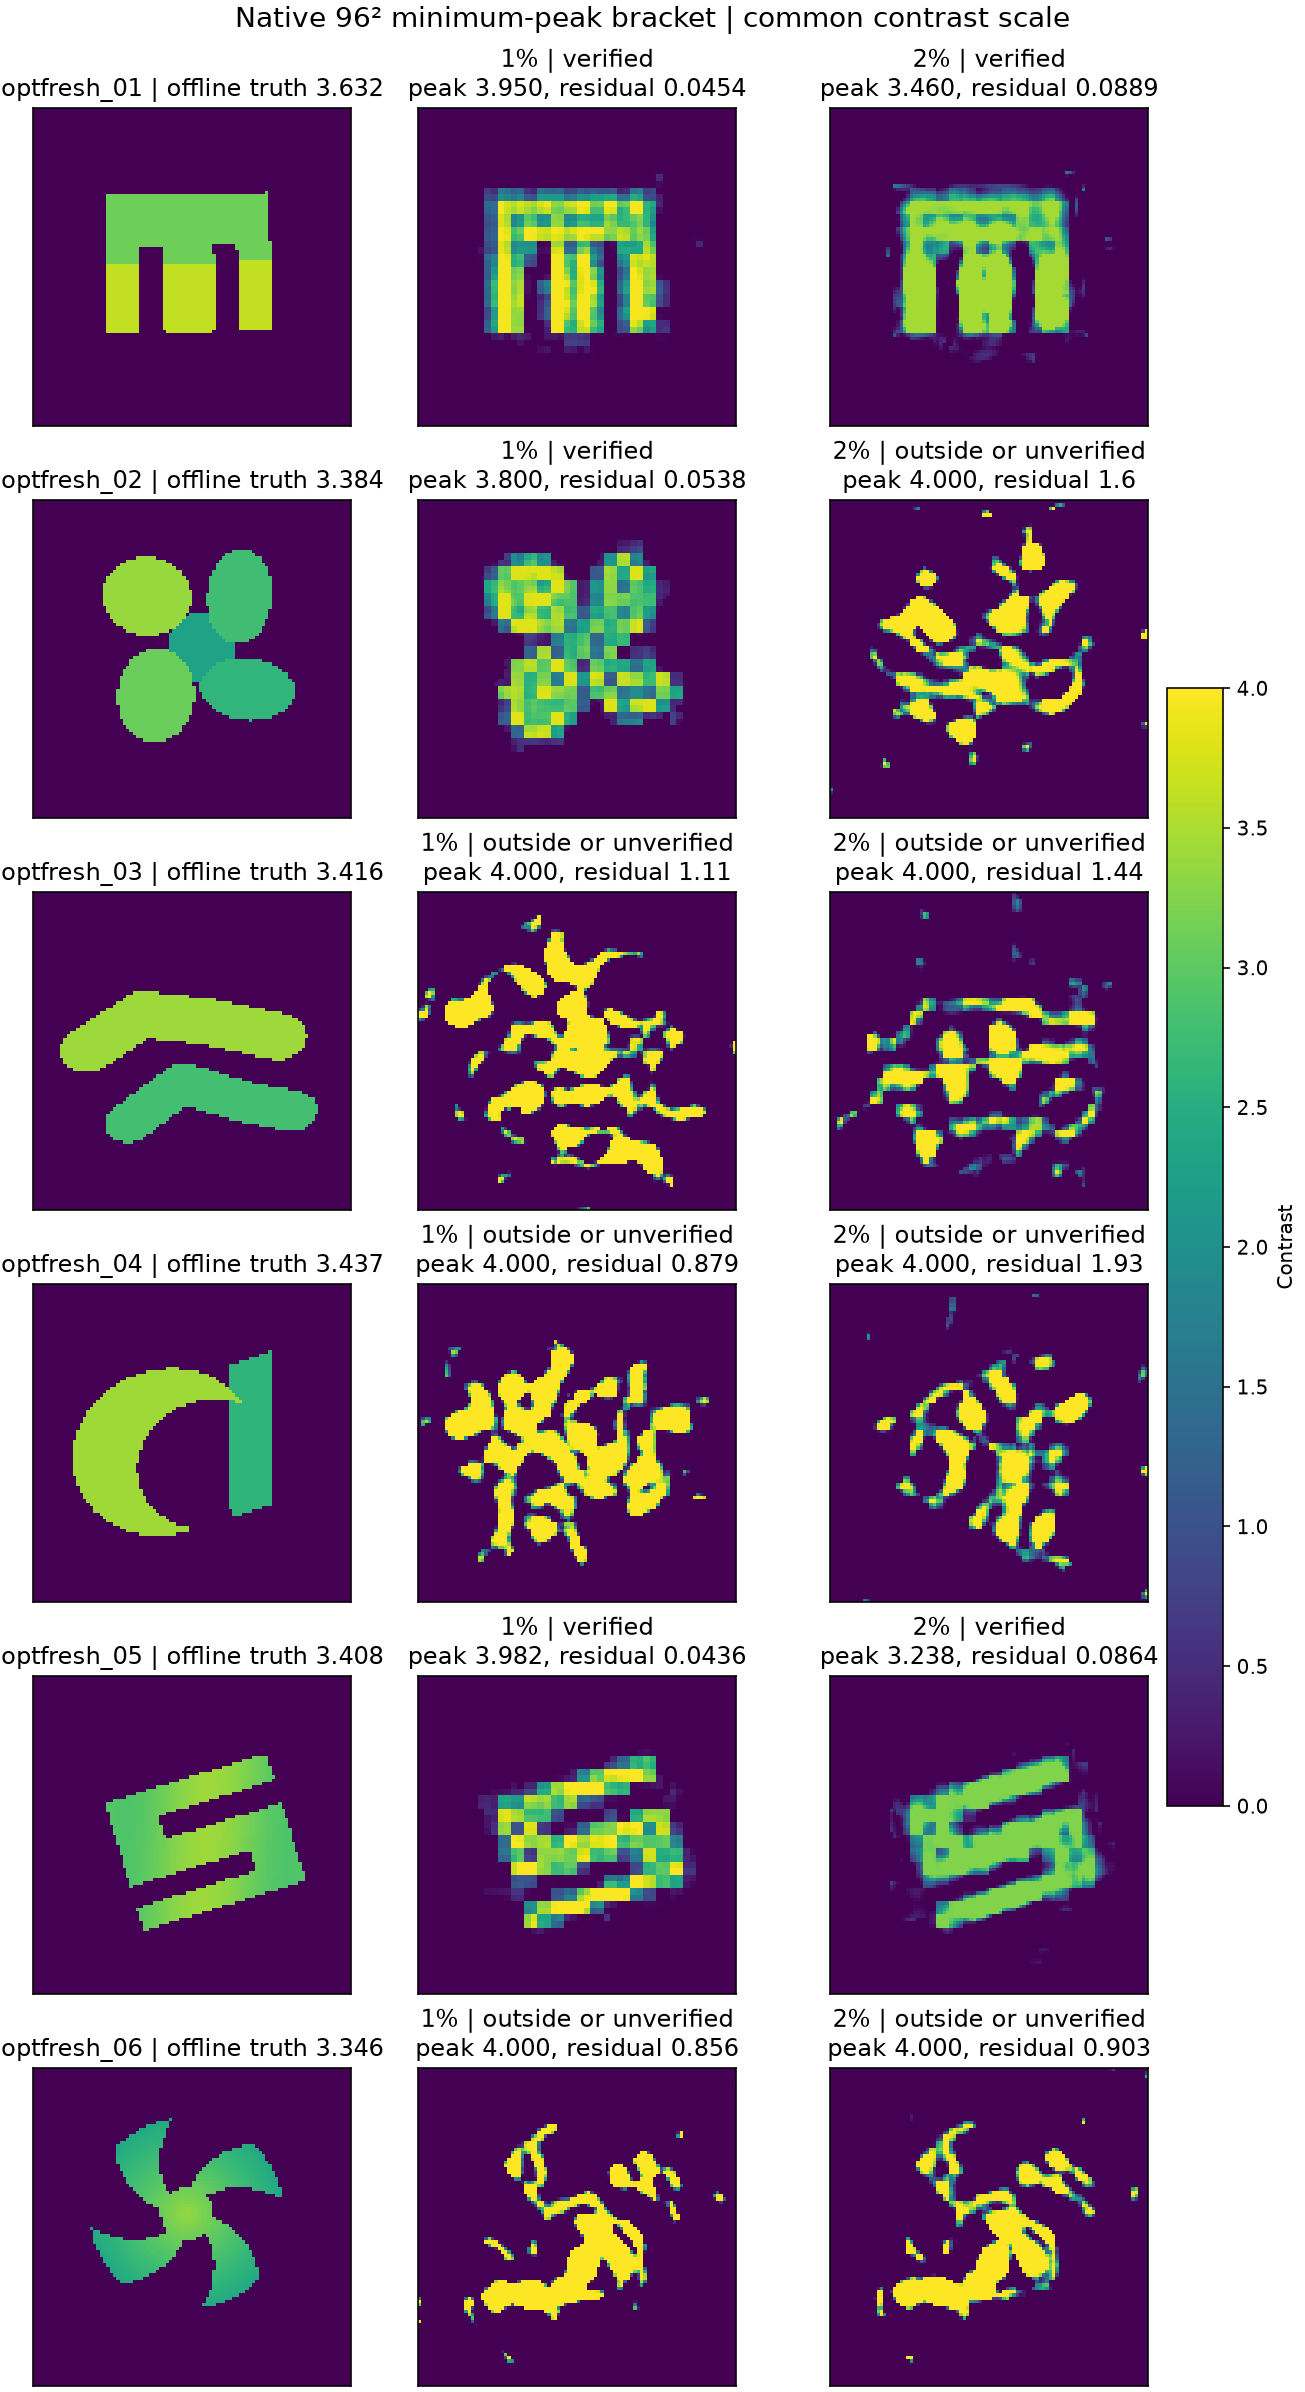 Native 96² minimum-peak bracket | common contrast scale
optfresh_01 | offline truth 3.632
1% | verified
peak 3.950, residual 0.0454
2% | verified
peak 3.460, residual 0.0889
optfresh_02 | offline truth 3.384
1% | verified
peak 3.800, residual 0.0538
2% | outside or unverified
peak 4.000, residual 1.6
optfresh_03 | offline truth 3.416
1% | outside or unverified
peak 4.000, residual 1.11
2% | outside or unverified
peak 4.000, residual 1.44
optfresh_04 | offline truth 3.437
1% | outside or unverified
peak 4.000, residual 0.879
2% | outside or unverified
peak 4.000, residual 1.93
optfresh_05 | offline truth 3.408
1% | verified
peak 3.982, residual 0.0436
2% | verified
peak 3.238, residual 0.0864
optfresh_06 | offline truth 3.346
1% | outside or unverified
peak 4.000, residual 0.856
2% | outside or unverified
peak 4.000, residual 0.903
4.0
3.5
3.0
2.5
2.0
1.5
1.0
0.5
0.0
Contrast